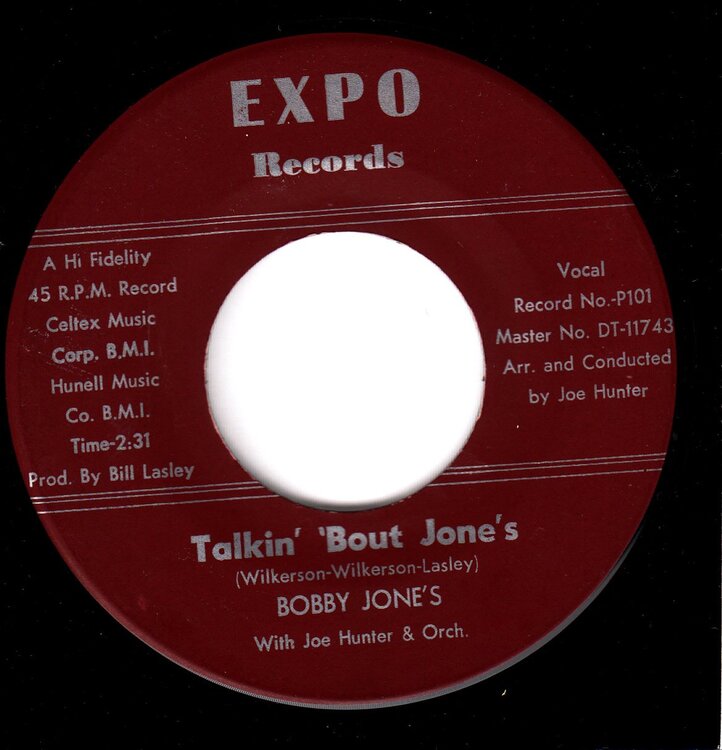 EXPO
Records
A Hi Fidelity
45 R.P.M. Record
Celtex Music
Corp. B.M.I.
Hunell Music
Co. B.M.I.
Time-2:31
Prod. By Bill Lasley
Vocal
Record No.-P101
Master No. DT-11743
Arr. and Conducted
by Joe Hunter
Talkin' 'Bout Jone's
(Wilkerson-Wilkerson-Lasley)
BOBBY JONE'S
With Joe Hunter & Orch.